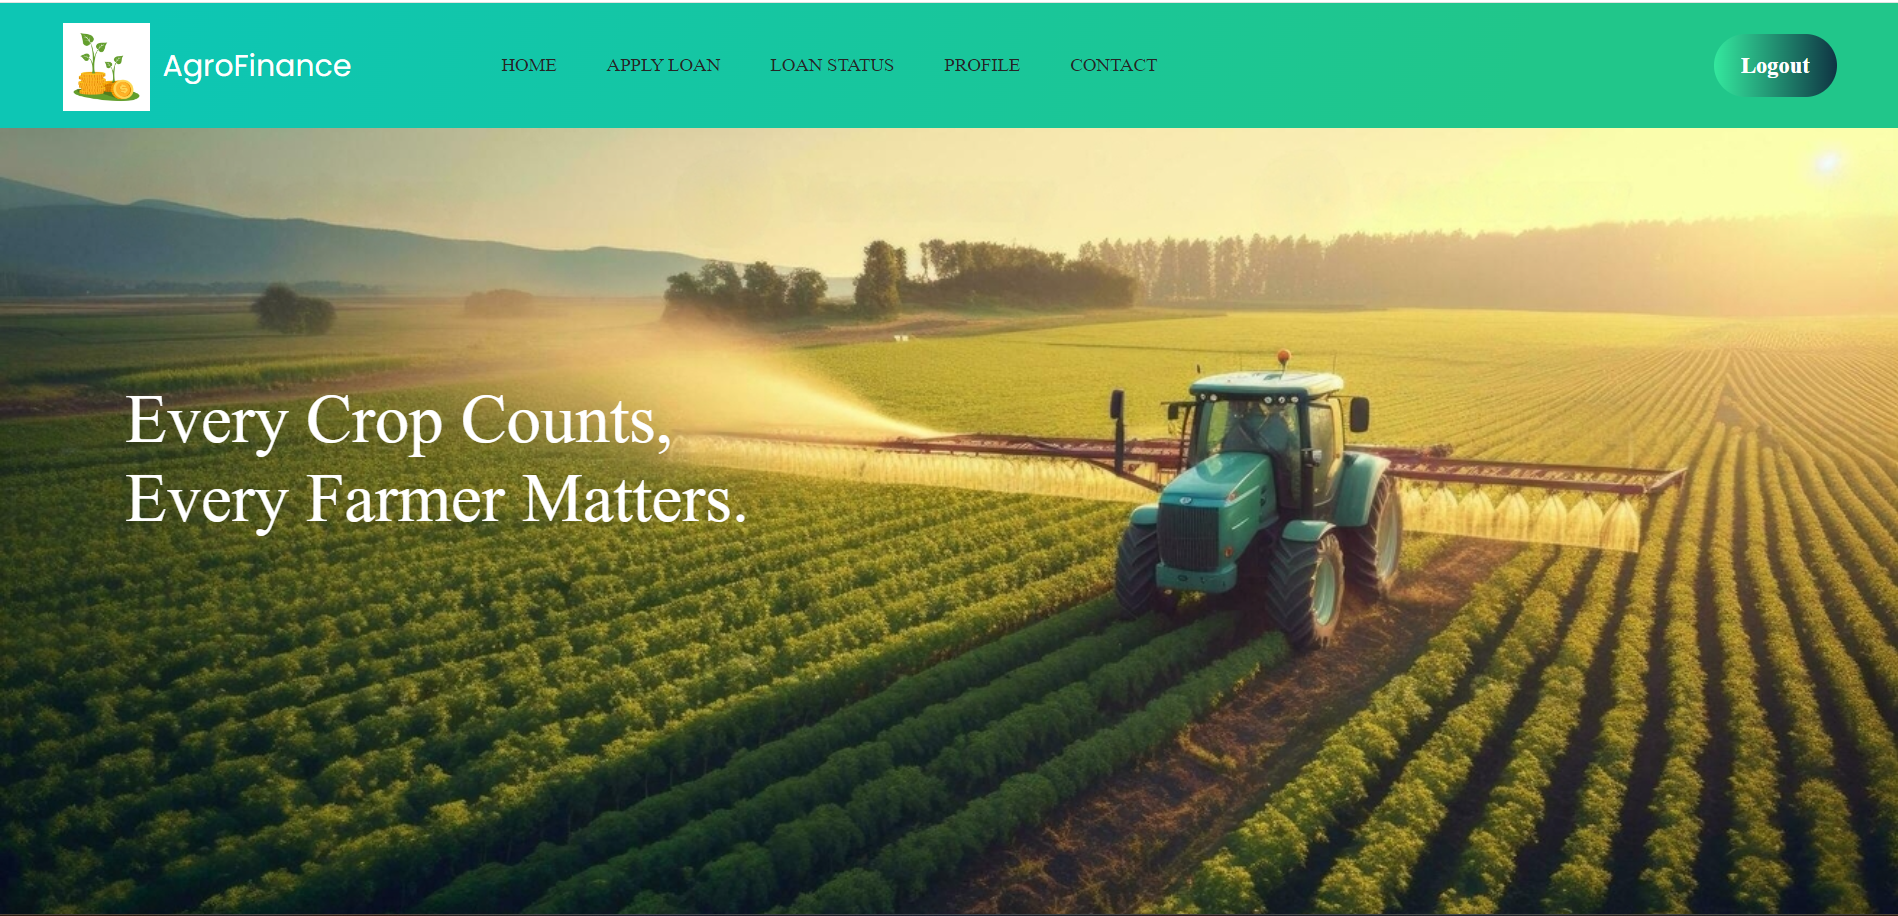 AgroFinance
HOME
APPLY LOAN
LOAN STATUS
PROFILE
CONTACT
Logout
Every Crop Counts,
Every Farmer Matters.